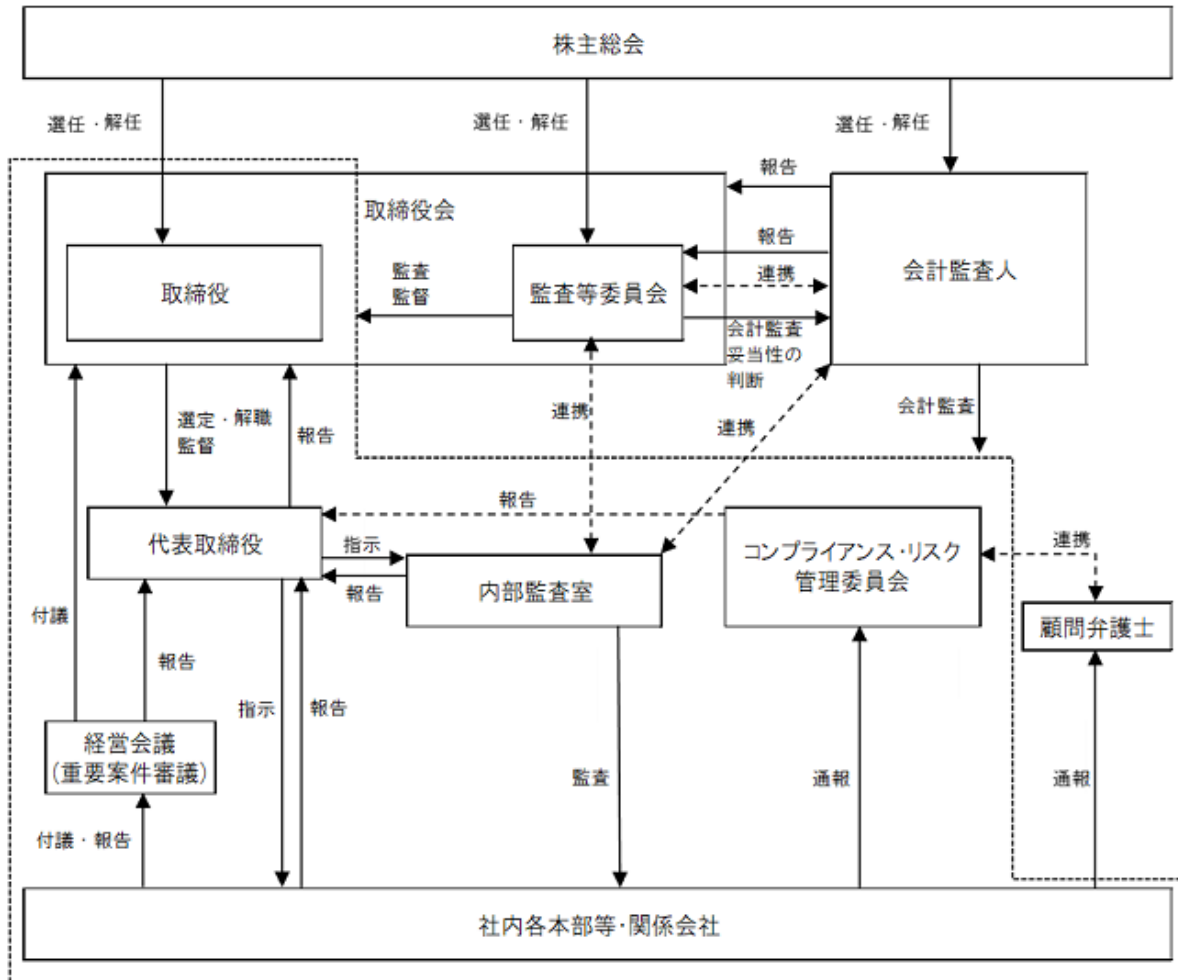 株主総会
選任・解任
選任・解任
選任・解任
報告
取締役会
報告
取締役
監査
監督
監査等委員会
連携
会計監査人
会計監査
妥当性の
判断
選定・解職
監督
報告
連携
連携
会計監査
報告
代表取締役
指示
報告
内部監査室
コンプライアンス・リスク
管理委員会
連携
顧問弁護士
付議
報告
指示
報告
経営会議
(重要案件審議)
監査
通報
通報
付議・報告
社内各本部等・関係会社